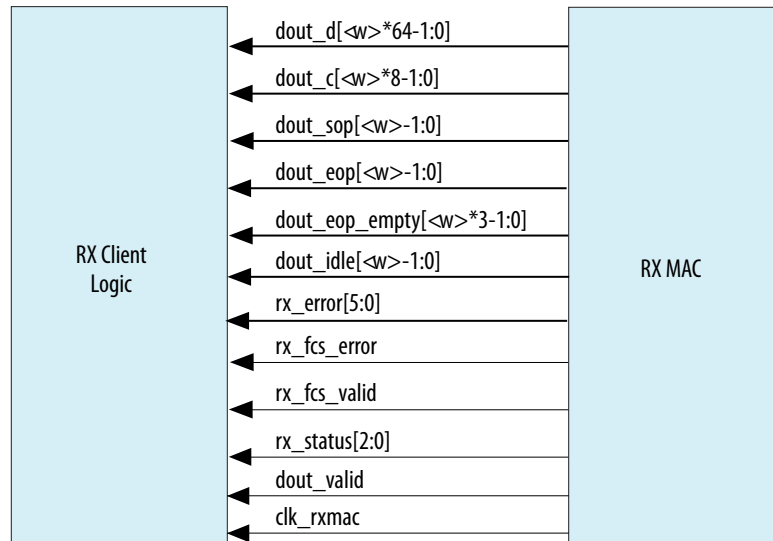 dout_d[<w>*64-1:0]
dout_c[<w>*8-1:0]
dout_sop[<w>-1:0]
dout_eop[<w>-1:0]
dout_eop_empty[<w>*3-1:0]
dout_idle[<w>-1:0]
rx_error[5:0]
rx_fcs_error
rx_fcs_valid
rx_status[2:0]
dout_valid
clk_rxmac
RX Client
Logic
RX MAC